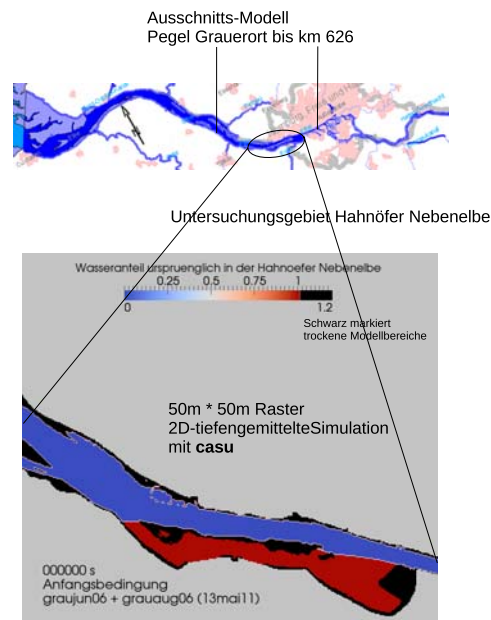 Ausschnitts-Modell
Pegel Grauerort bis km 626
Untersuchungsgebiet Hahnöfer Nebenelbe
Wasseranteil urspruenglich in der Hahnoefer Nebenelbe
0.25 0.5 0.75 1
0 1.2
Schwarz markiert
trockene Modellbereiche
50m * 50m Raster
2D-tiefengemittelteSimulation
mit casu
000000 s
Anfangsbedingung
graujun06 + grauaug06 (13mai11)